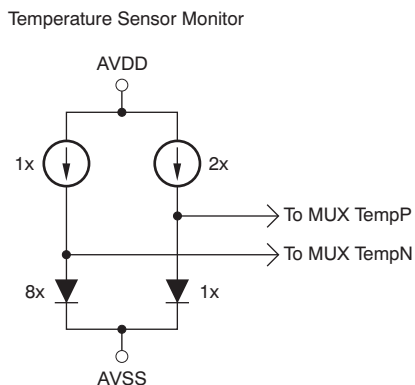 Temperature Sensor Monitor
AVDD
1x
2x
To MUX TempP
To MUX TempN
8x
1x
AVSS